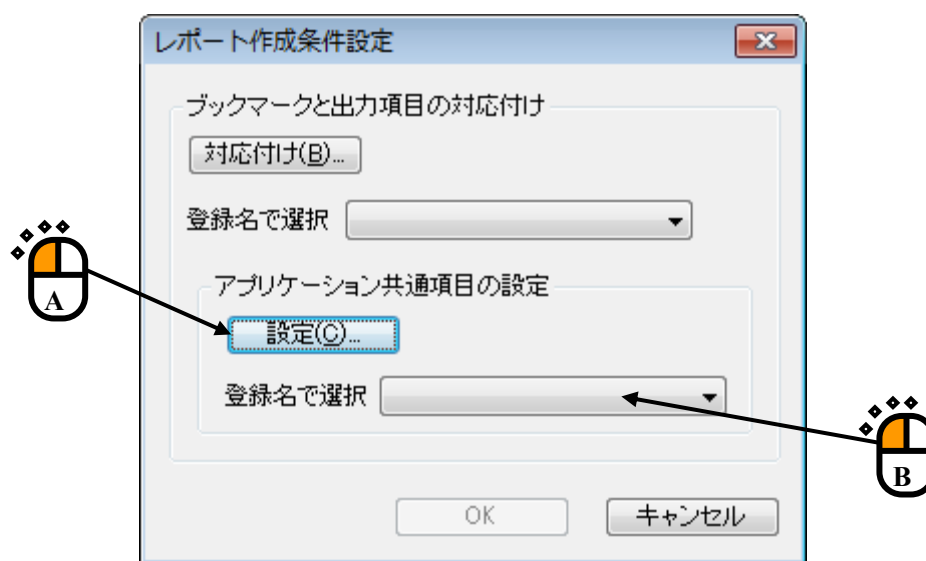 レポート作成条件設定
ブックマークと出力項目の対応付け
対応付け(B)...
登録名で選択
アプリケーション共通項目の設定
A
設定(C)...
登録名で選択
B
OK
キャンセル